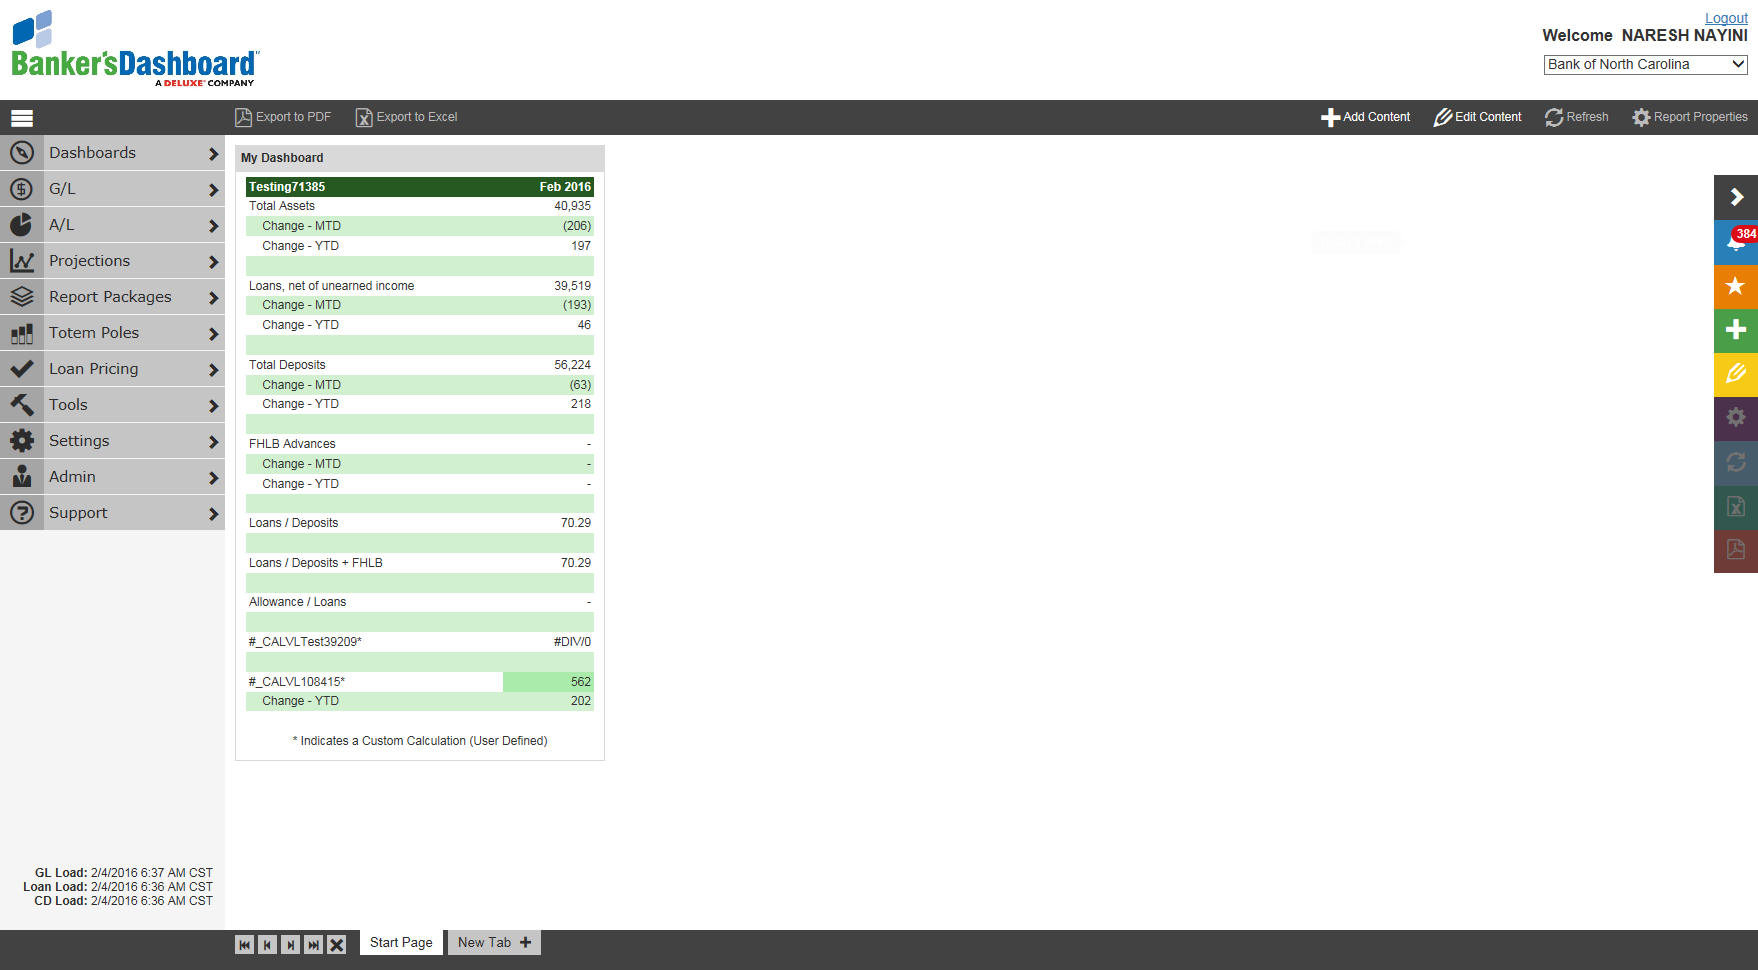 Logout
Banker'sDashboard
A DELUXE COMPANY
Welcome NARESH NAYINI
Bank of North Carolina
Export to PDF Export to Excel Add Content Edit Content Refresh Report Properties
Dashboards
G/L
A/L
Projections
Report Packages
Totem Poles
Loan Pricing
Tools
Settings
Admin
Support
My Dashboard
Testing71385 Feb 2016
Total Assets 40,935
Change - MTD (206)
Change - YTD 197
Loans, net of unearned income 39,519
Change - MTD (193)
Change - YTD 46
Total Deposits 56,224
Change - MTD (63)
Change - YTD 218
FHLB Advances -
Change - MTD -
Change - YTD -
Loans / Deposits 70.29
Loans / Deposits + FHLB 70.29
Allowance / Loans -
#_CALVLTest39209* #DIV/0
#_CALVL108415* 562
Change - YTD 202
* Indicates a Custom Calculation (User Defined)
384
GL Load: 2/4/2016 6:37 AM CST
Loan Load: 2/4/2016 6:36 AM CST
CD Load: 2/4/2016 6:36 AM CST
Start Page New Tab